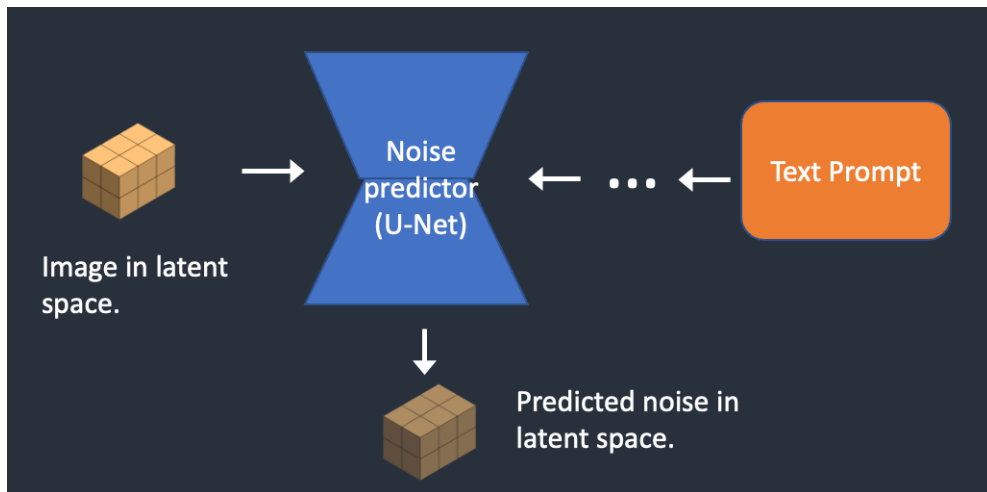 Noise
predictor
(U-Net)
...
Text Prompt
Image in latent
space.
Predicted noise in
latent space.